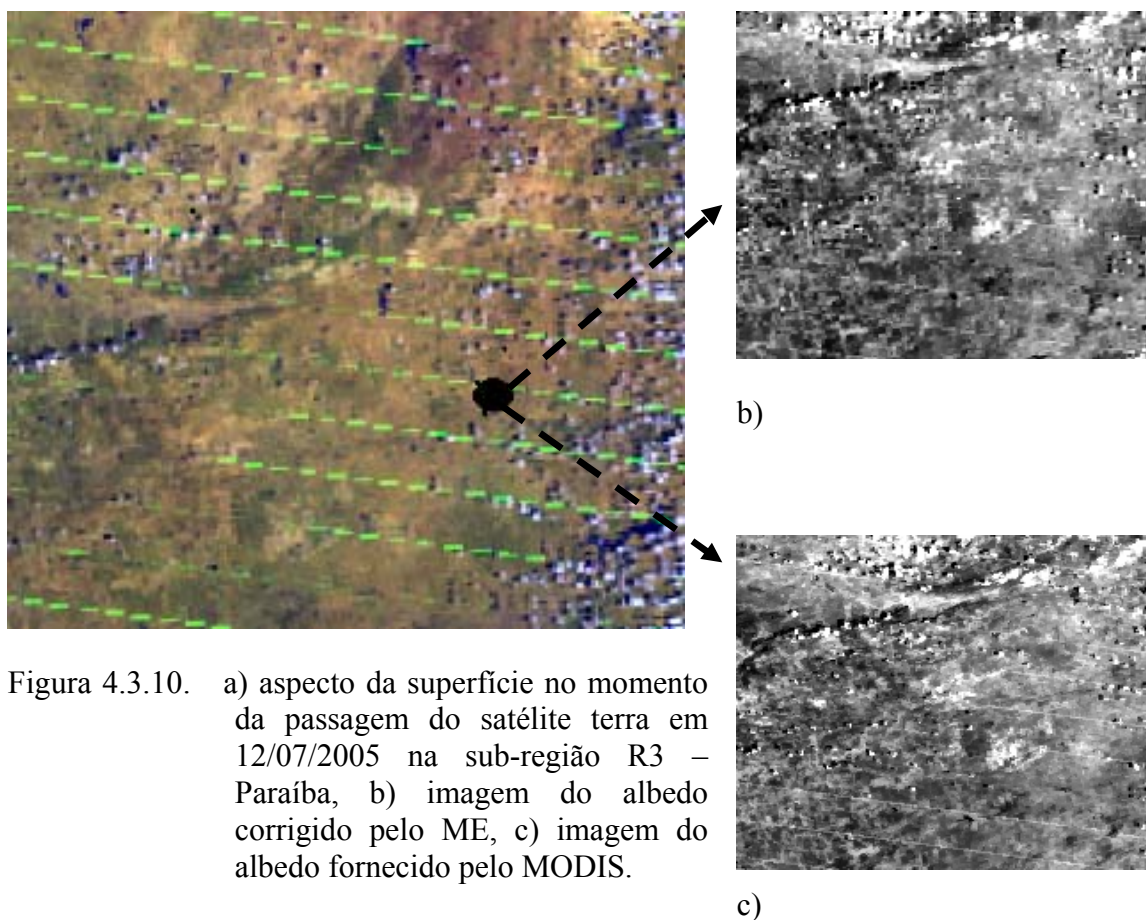 b)
Figura 4.3.10. a) aspecto da superfície no momento
da passagem do satélite terra em
12/07/2005 na sub-região R3 –
Paraíba, b) imagem do albedo
corrigido pelo ME, c) imagem do
albedo fornecido pelo MODIS.
c)